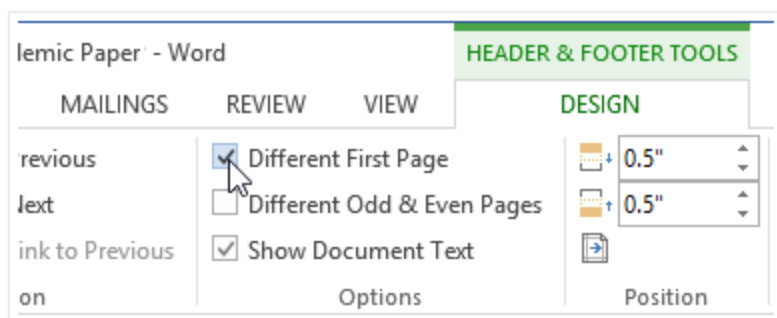 lemic Paper - Word HEADER & FOOTER TOOLS
MAILINGS REVIEW VIEW DESIGN
revious Different First Page 0.5"
Next Different Odd & Even Pages 0.5"
ink to Previous Show Document Text
on Options Position